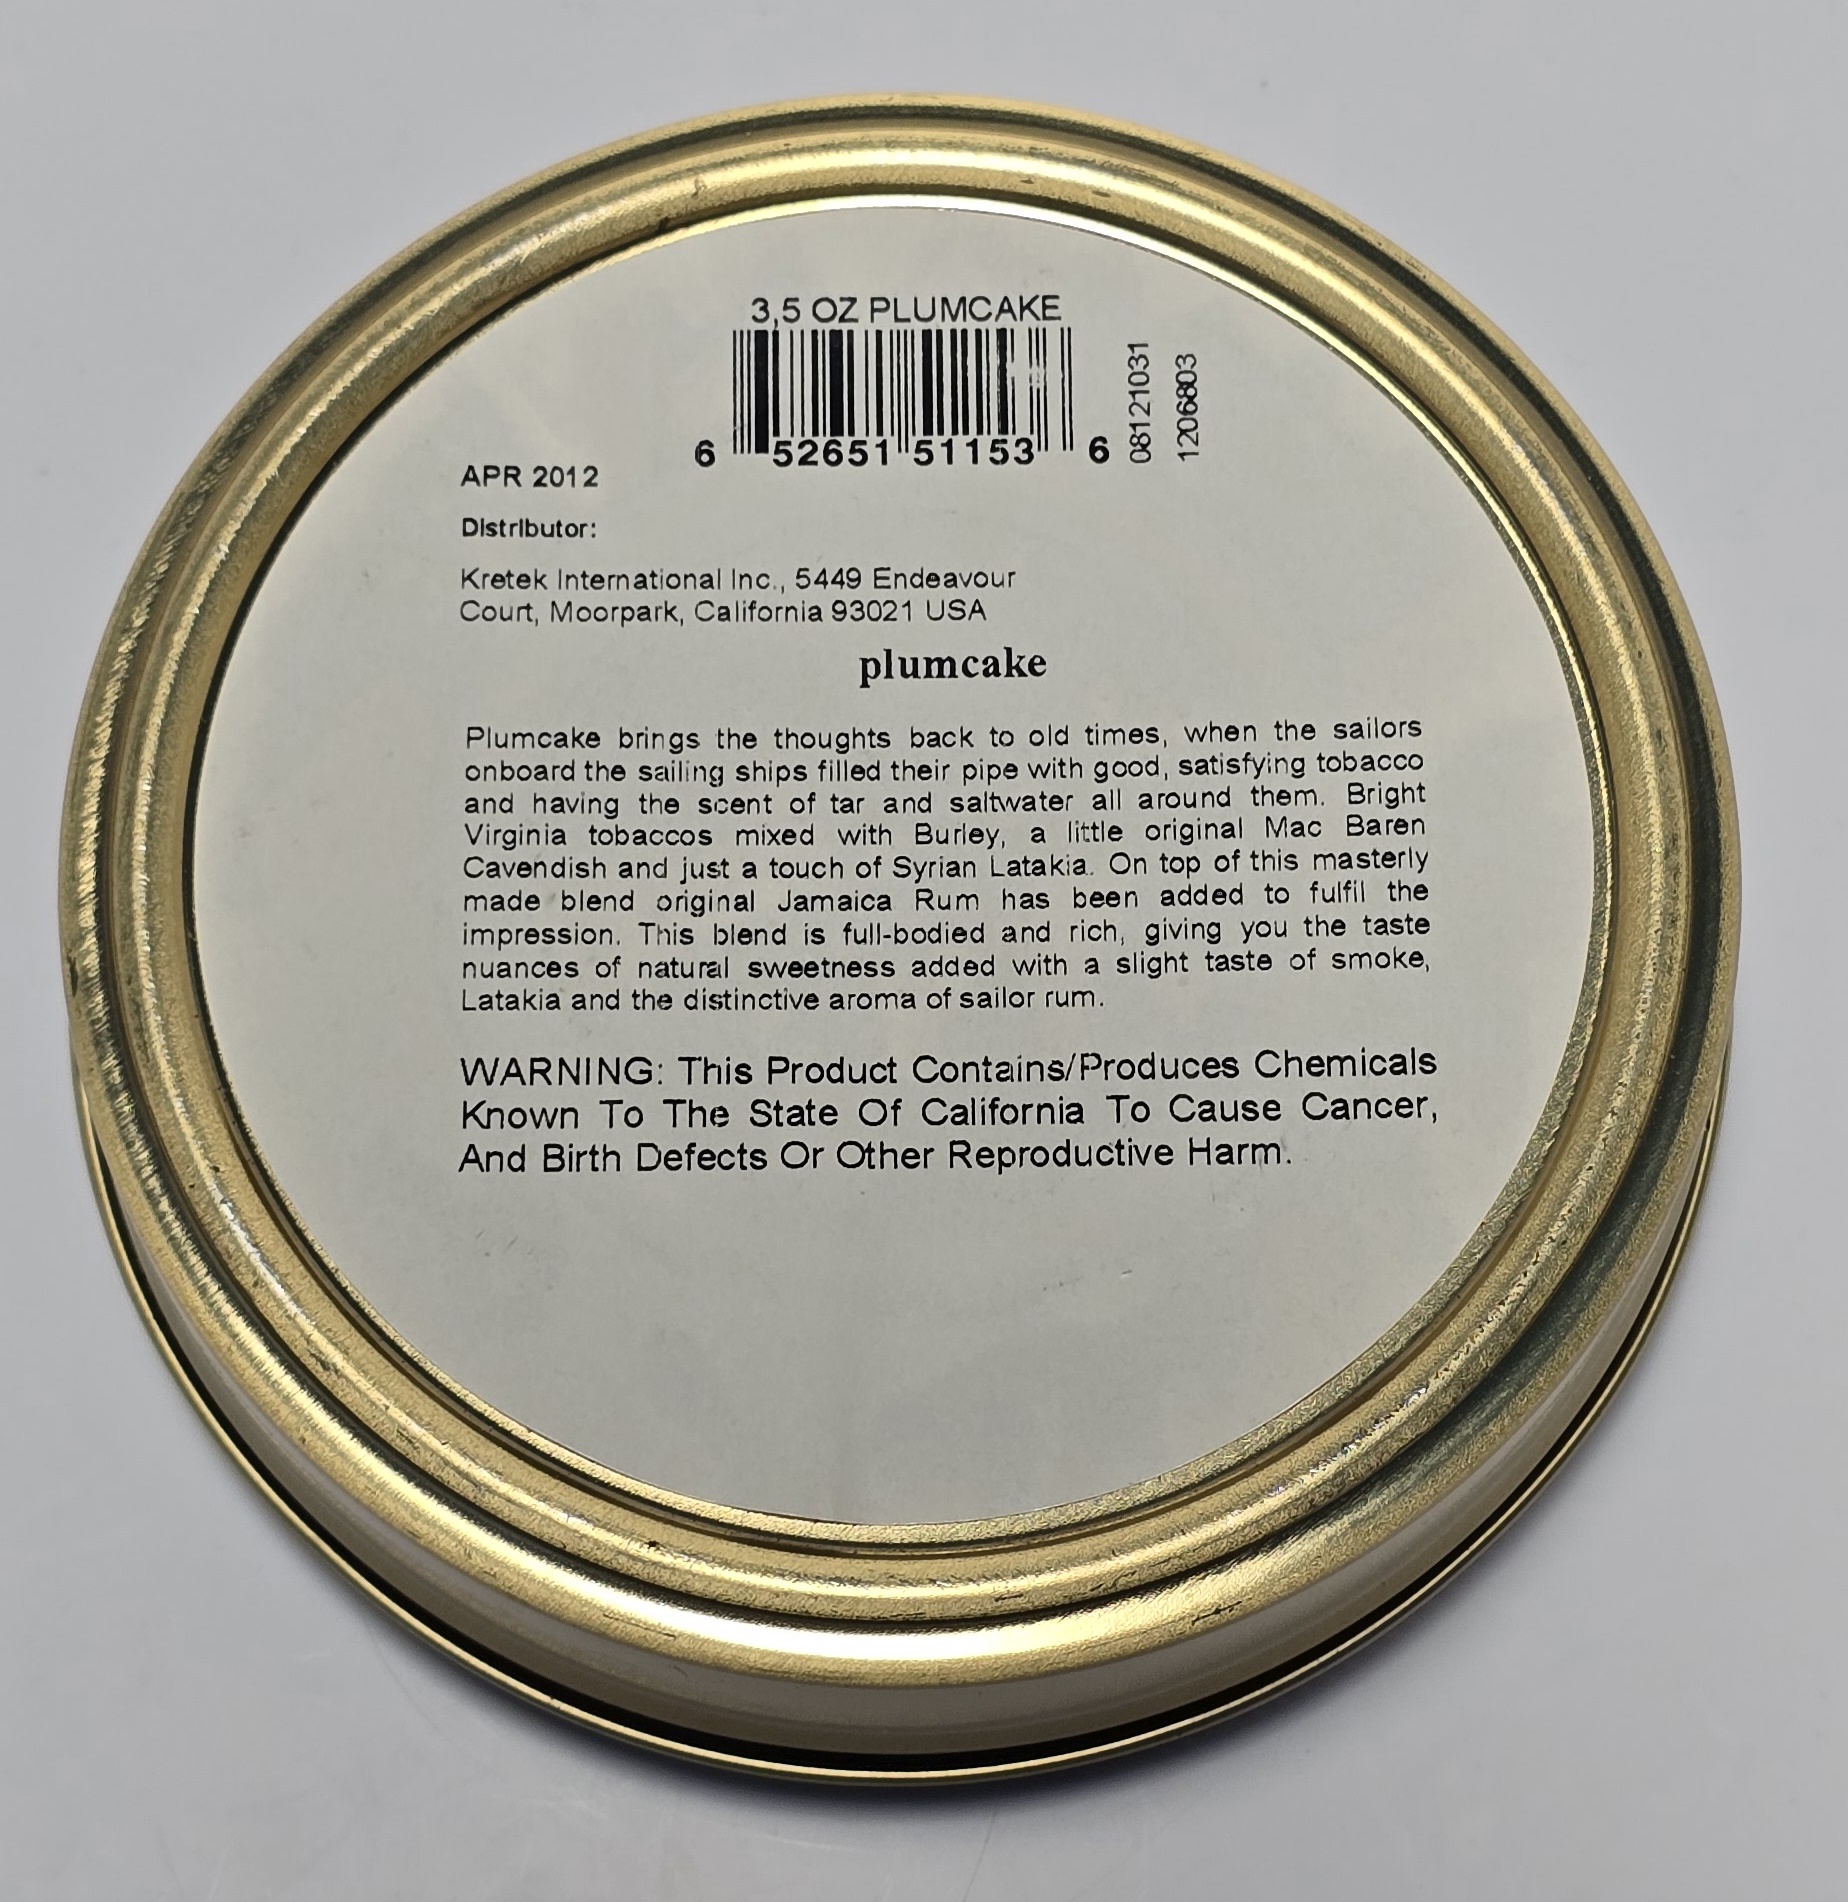 3,5 OZ PLUMCAKE
6 52651 51153 6
08121031
1206803
APR 2012
Distributor:
Kretek International Inc., 5449 Endeavour
Court, Moorpark, California 93021 USA
plumcake
Plumcake brings the thoughts back to old times, when the sailors
onboard the sailing ships filled their pipe with good, satisfying tobacco
and having the scent of tar and saltwater all around them. Bright
Virginia tobaccos mixed with Burley, a little original Mac Baren
Cavendish and just a touch of Syrian Latakia. On top of this masterly
made blend original Jamaica Rum has been added to fulfil the
impression. This blend is full-bodied and rich, giving you the taste
nuances of natural sweetness added with a slight taste of smoke,
Latakia and the distinctive aroma of sailor rum.
WARNING: This Product Contains/Produces Chemicals
Known To The State Of California To Cause Cancer,
And Birth Defects Or Other Reproductive Harm.